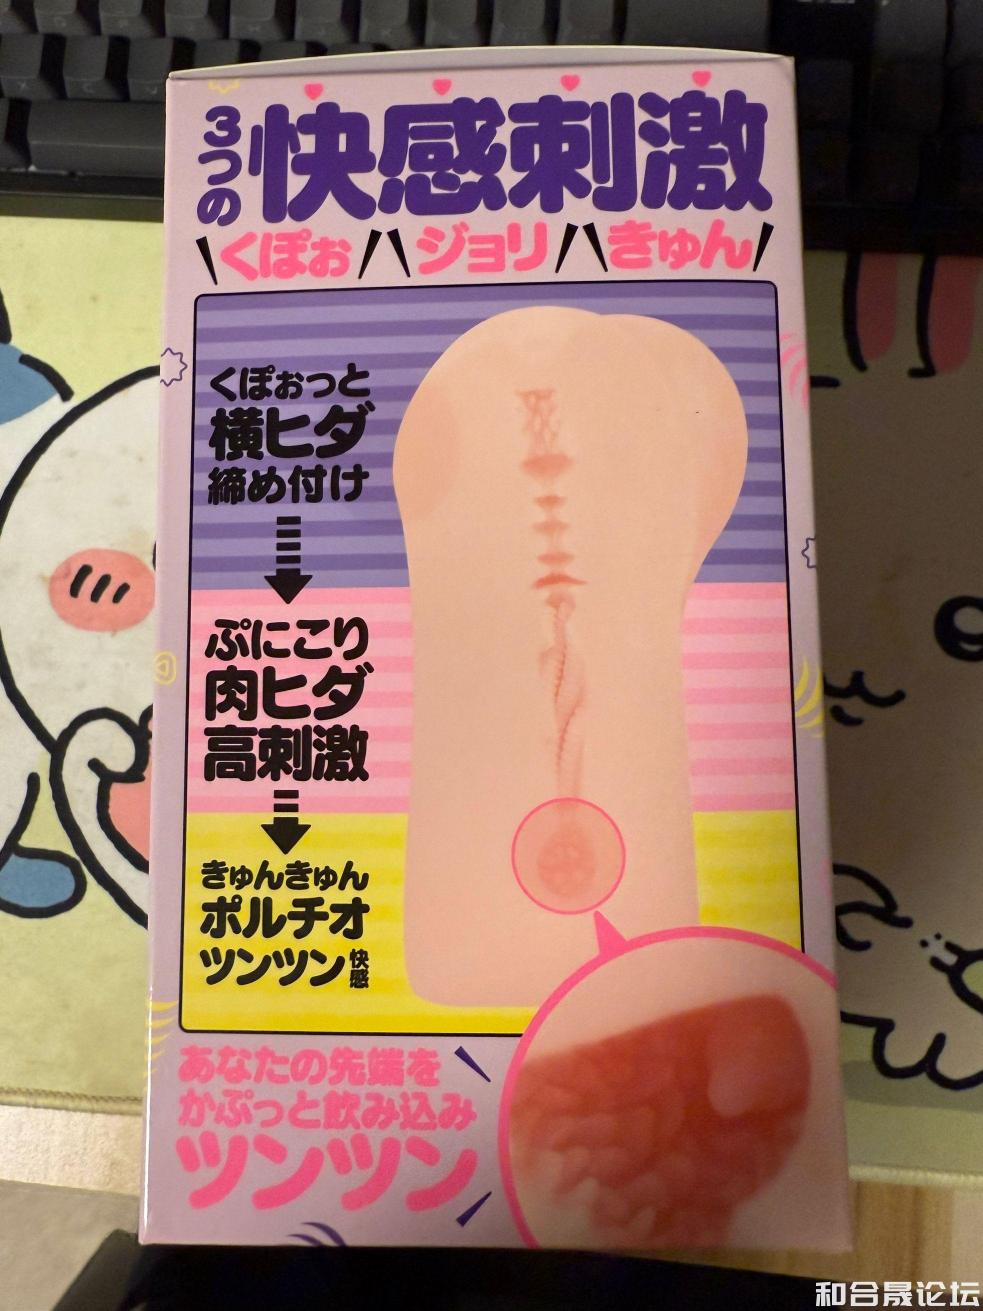 3つの
快感刺激
くぽぉ ジョリ きゅん
くぽぉっと
横ヒダ
締め付け
ぷにこり
肉ヒダ
高刺激
きゅんきゅん
ポルチオ
ツンツン快感
あなたの先端を
かぷっと飲み込み
ツンツン
和合晟论坛